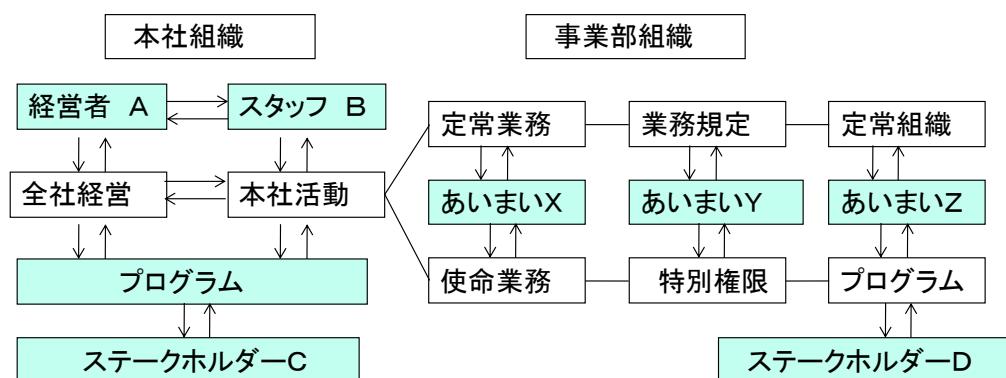 本社組織
事業部組織
経営者 A
スタッフ B
定常業務
業務規定
定常組織
全社経営
本社活動
あいまいX
あいまいY
あいまいZ
プログラム
使命業務
特別権限
プログラム
ステークホルダーC
ステークホルダーD